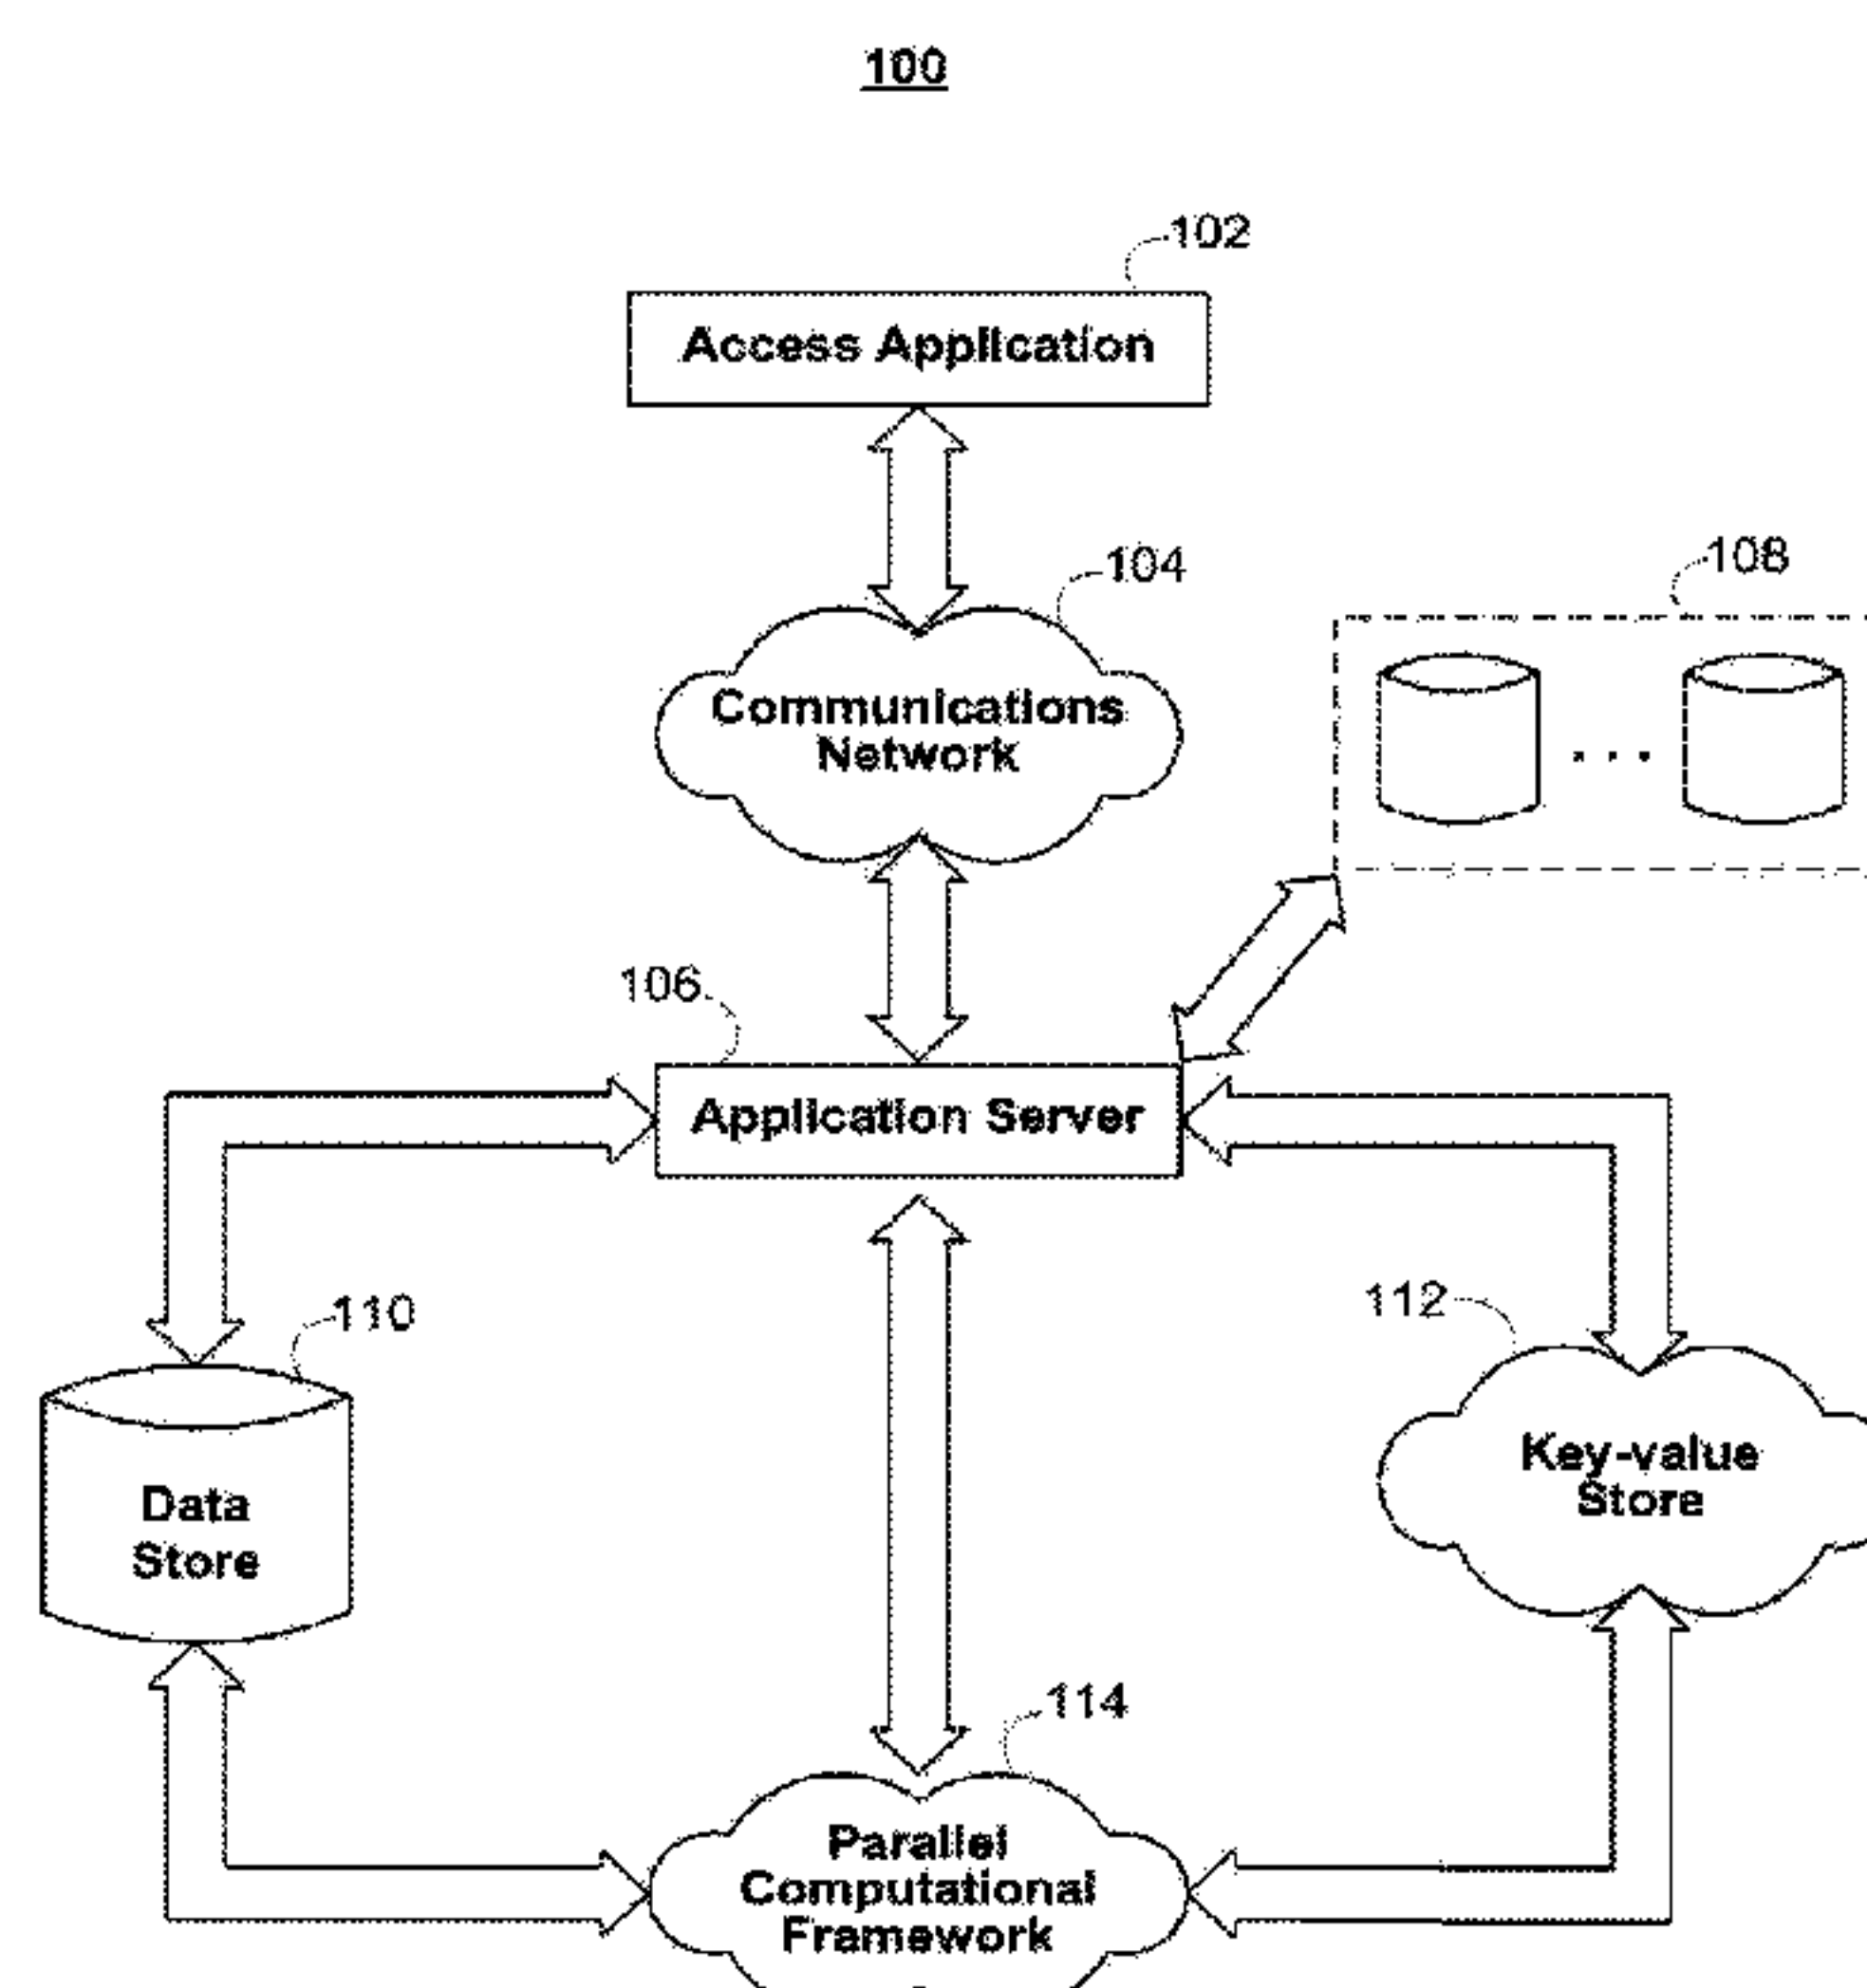 100
102
Access Application
104
108
Communications
Network
. . .
106
Application Server
110
112
Data
Store
Key-value
Store
114
Parallel
Computational
Framework